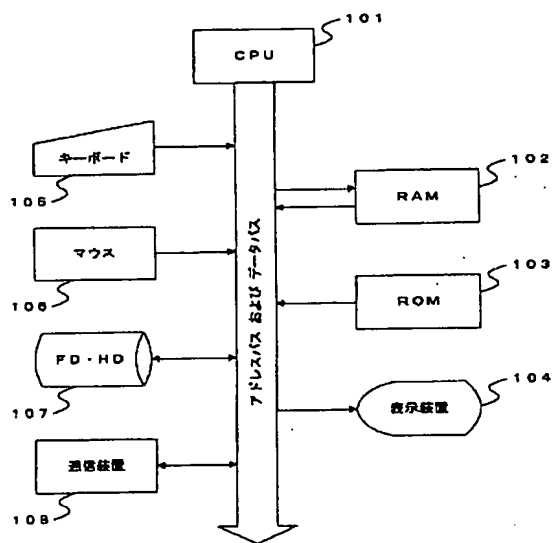 CPU
101
キーボード
106
RAM
102
マウス
106
ROM
103
FD・HD
107
表示装置
104
通信装置
108
アドレスバス および データバス